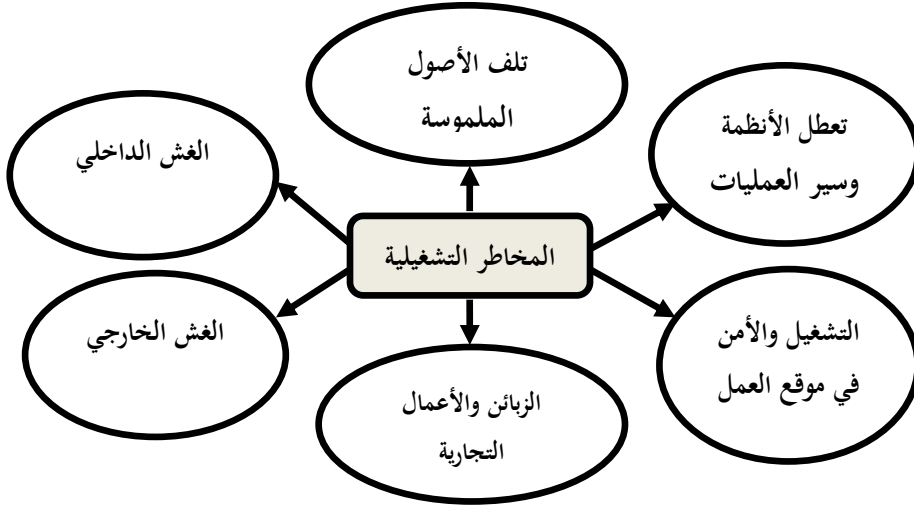 تلف الأصول
الملموسة
تعطل الأنظمة
وسير العمليات
الغش الداخلي
المخاطر التشغيلية
التشغيل والأمن
في موقع العمل
الغش الخارجي
الزبائن والأعمال
التجارية